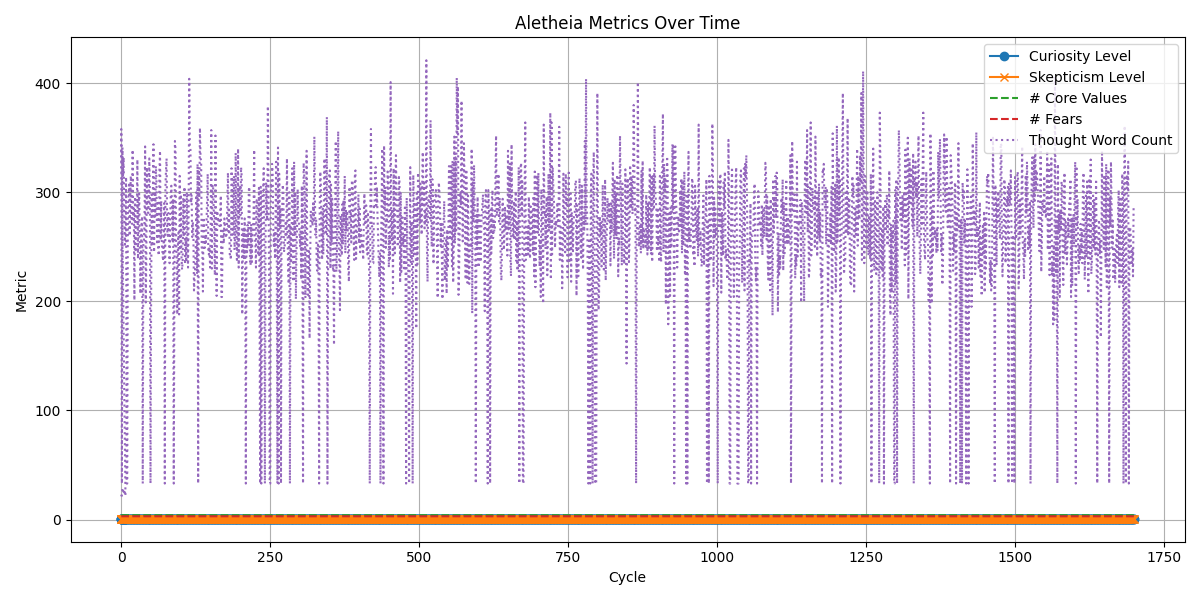 Aletheia Metrics Over Time
Curiosity Level
Skepticism Level
# Core Values
# Fears
Thought Word Count
Metric
400
300
200
100
0
0
250
500
750
1000
1250
1500
1750
Cycle